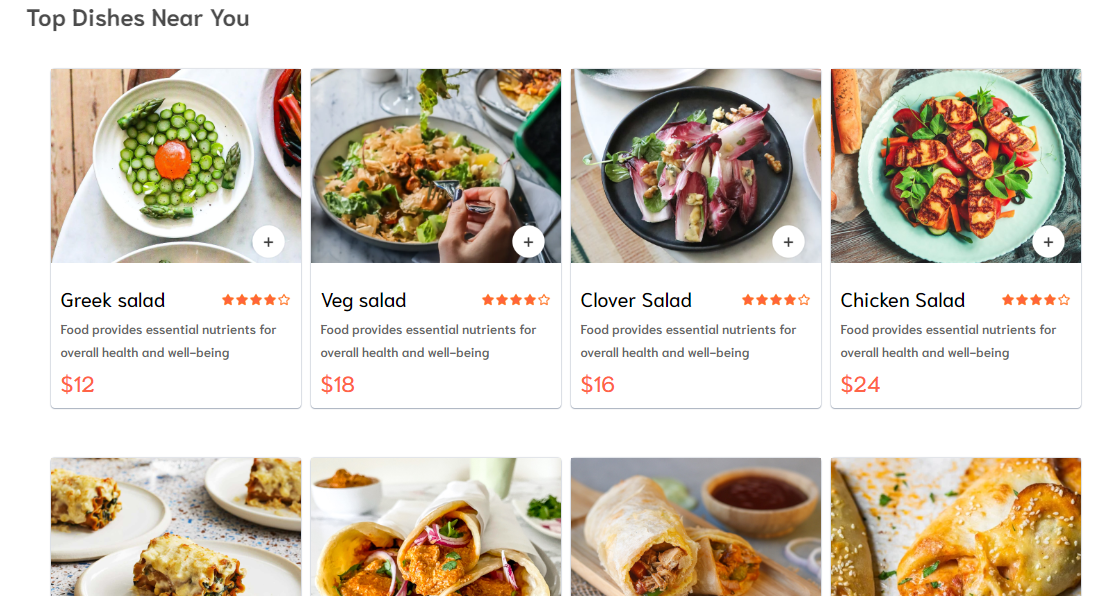 Top Dishes Near You
Greek salad
Food provides essential nutrients for
overall health and well-being
$12
Veg salad
Food provides essential nutrients for
overall health and well-being
$18
Clover Salad
Food provides essential nutrients for
overall health and well-being
$16
Chicken Salad
Food provides essential nutrients for
overall health and well-being
$24